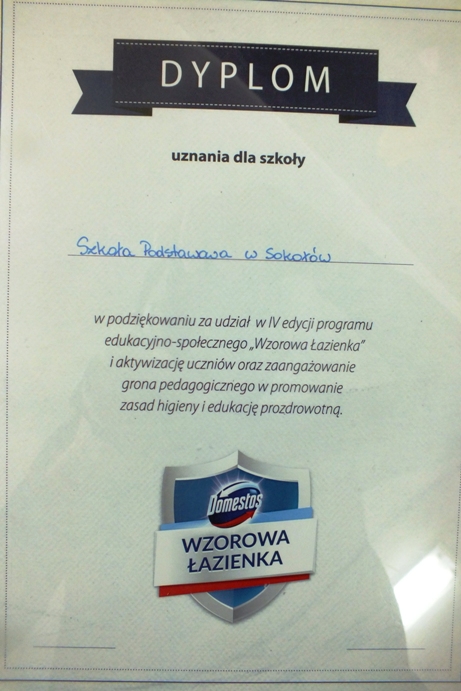 DYPLOM
uznania dla szkoły
Szkoła Podstawowa w Sokołów
w podziękowaniu za udział w IV edycji programu
edukacyjno-społecznego „Wzorowa Łazienka”
i aktywizację uczniów oraz zaangażowanie
grona pedagogicznego w promowanie
zasad higieny i edukację prozdrowotną.
Domestos
WZOROWA
ŁAZIENKA